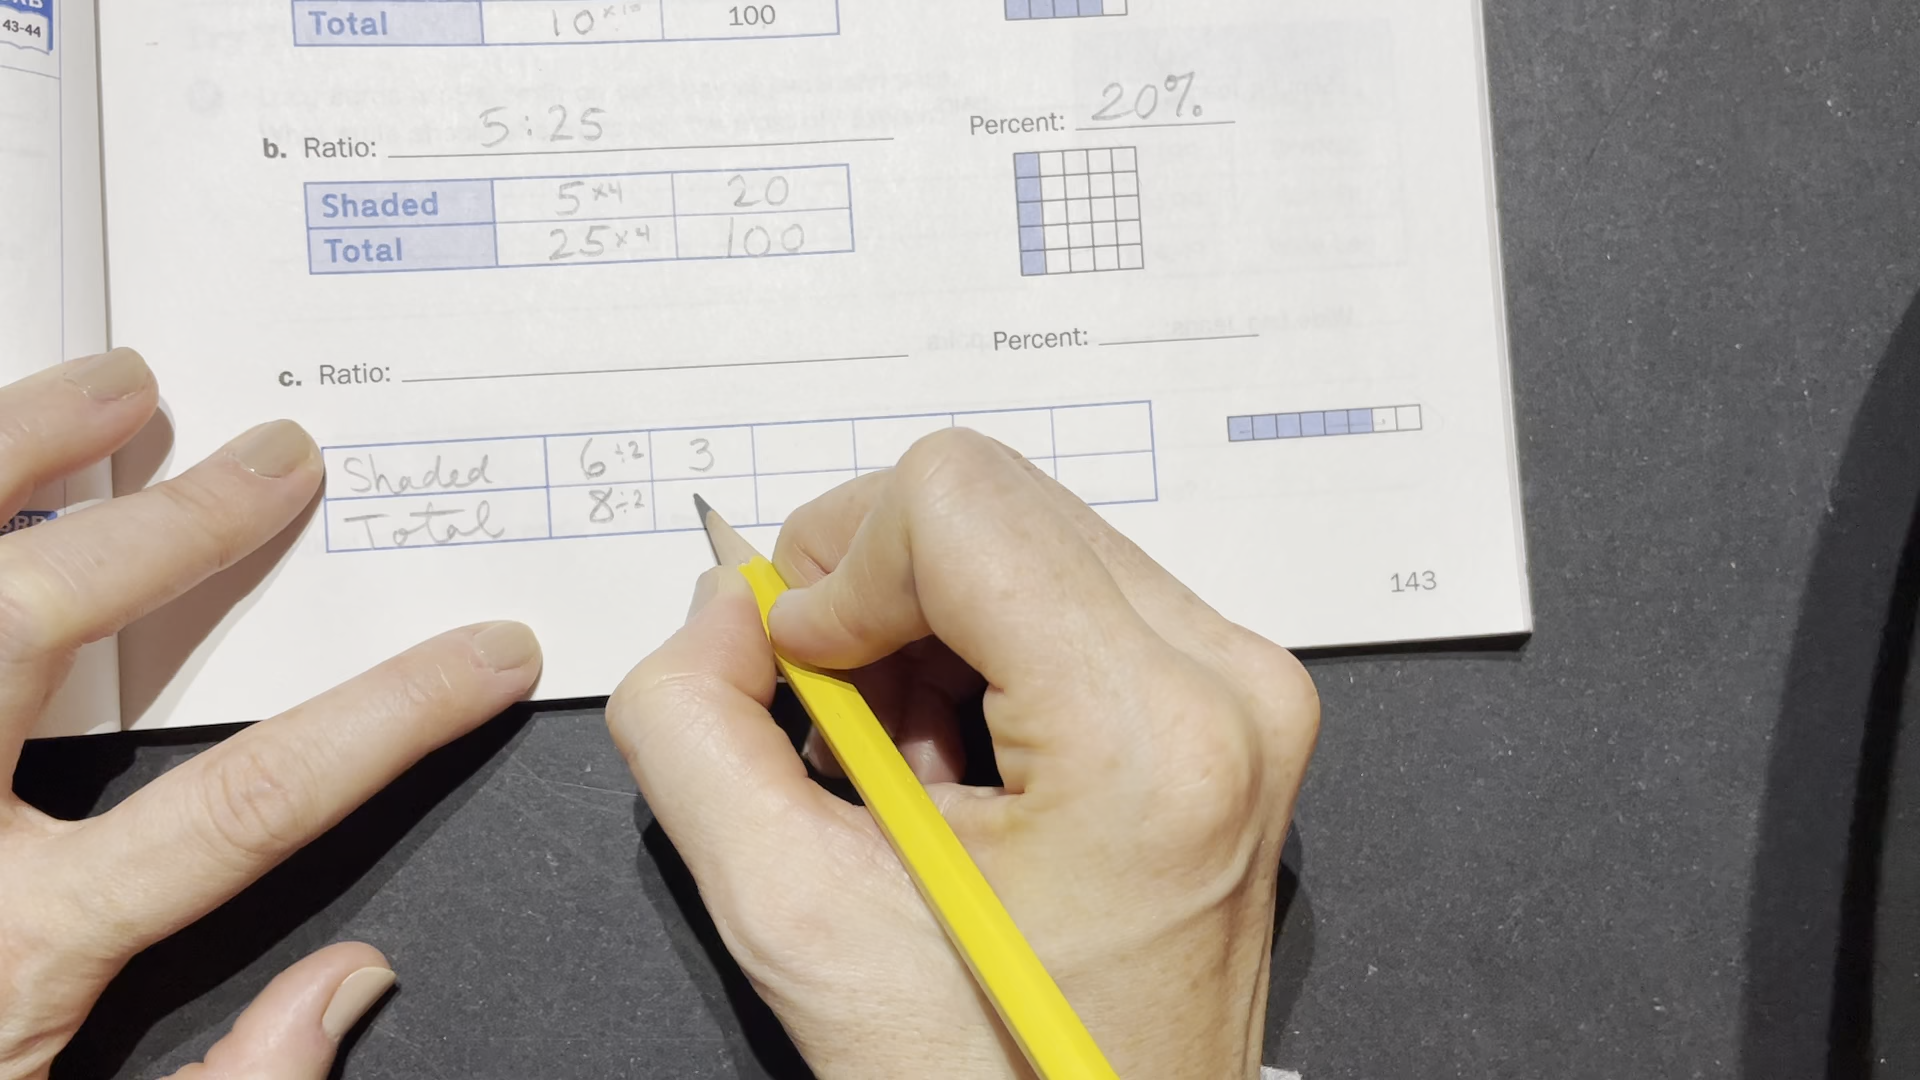 43-44
Total 10 100
5:25
b. Ratio:
Percent: 20%
Shaded 5×4 20
Total 25×4 100
c. Ratio:
Percent:
Shaded 6÷2 3
Total 8÷2
143